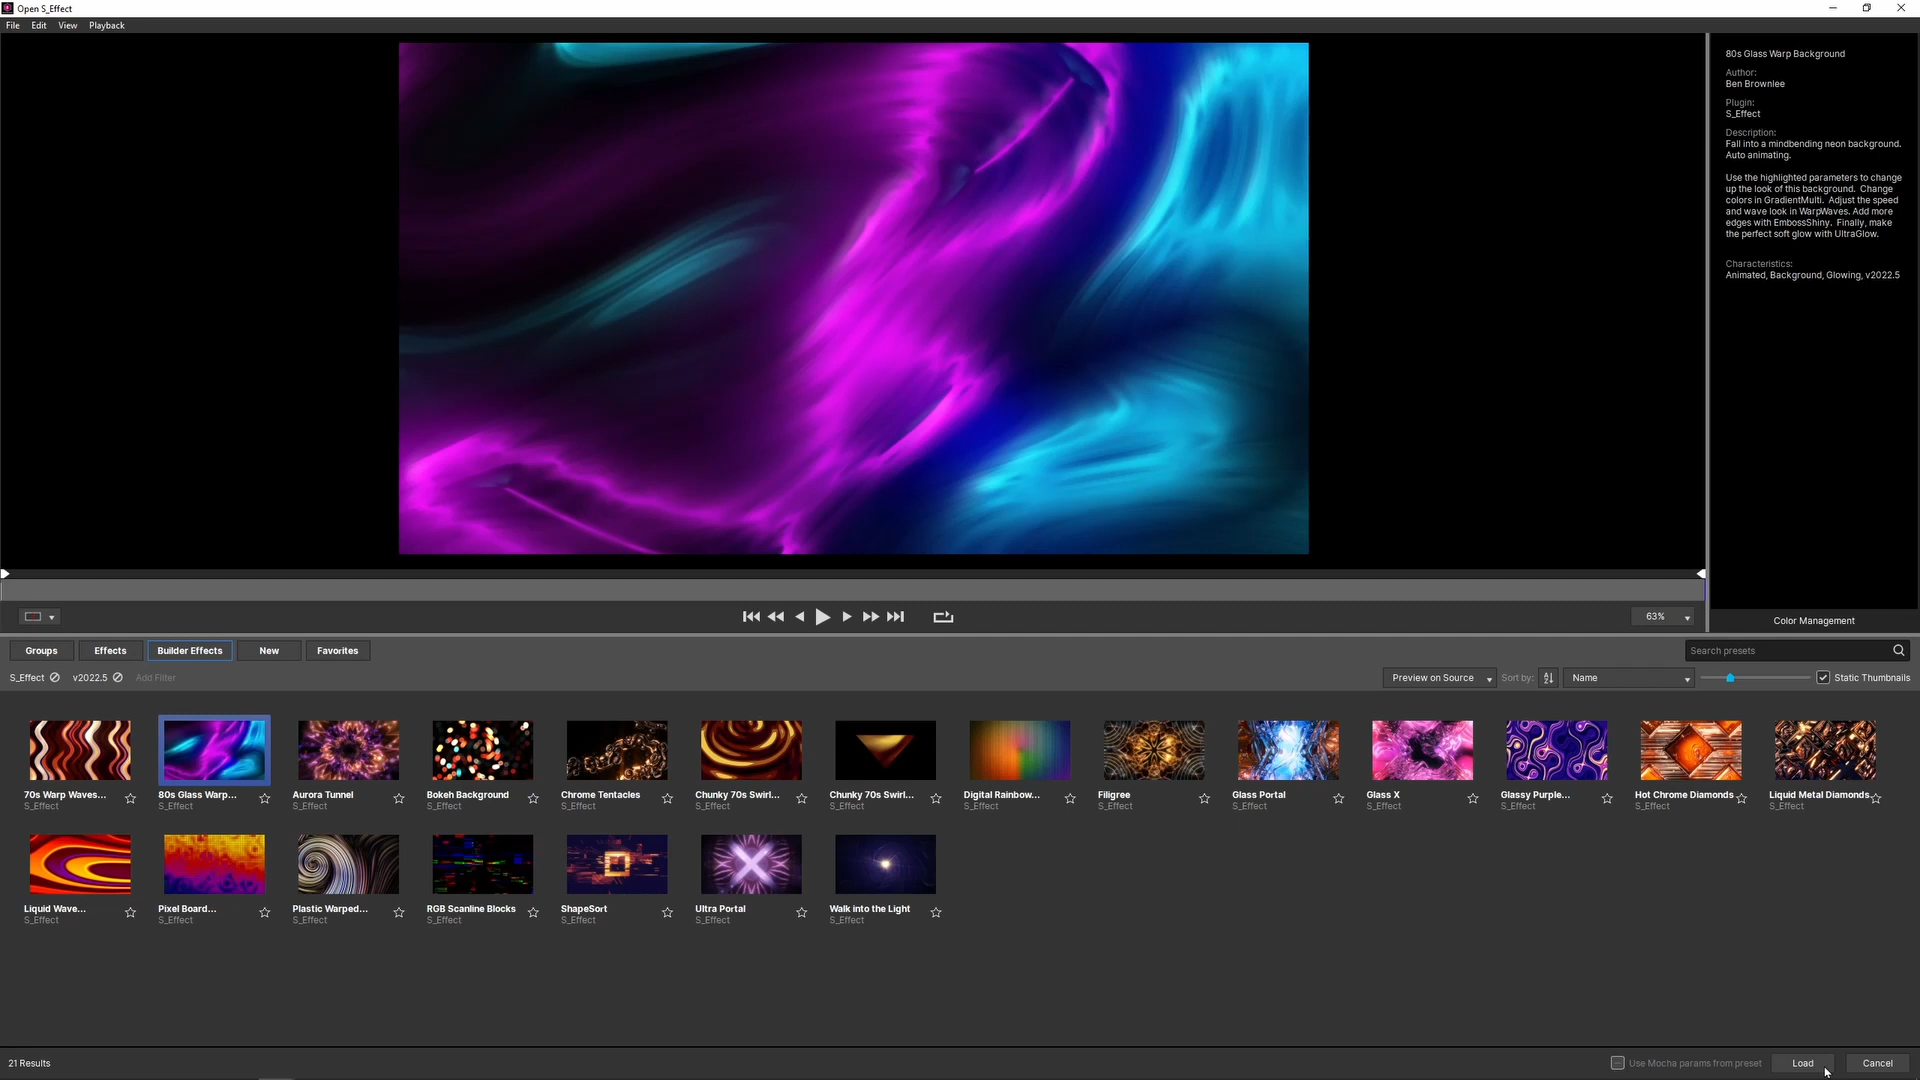 Open S_Effect
File Edit View Playback
80s Glass Warp Background
Author:
Ben Brownlee
Plugin:
S_Effect
Description:
Fall into a mindbending neon background.
Auto animating.
Use the highlighted parameters to change
up the look of this background. Change
colors in GradientMulti. Adjust the speed
and wave look in WarpWaves. Add more
edges with EmbossShiny. Finally, make
the perfect soft glow with UltraGlow.
Characteristics:
Animated, Background, Glowing, v2022.5
63%
Color Management
Groups Effects Builder Effects New Favorites
Search presets
S_Effect v2022.5 Add Filter
Preview on Source Sort by: Name Static Thumbnails
70s Warp Waves... 80s Glass Warp... Aurora Tunnel Bokeh Background Chrome Tentacles Chunky 70s Swirl... Chunky 70s Swirl... Digital Rainbow... Filigree Glass Portal Glass X Glassy Purple... Hot Chrome Diamonds Liquid Metal Diamonds
S_Effect S_Effect S_Effect S_Effect S_Effect S_Effect S_Effect S_Effect S_Effect S_Effect S_Effect S_Effect S_Effect S_Effect
Liquid Wave... Pixel Board... Plastic Warped... RGB Scanline Blocks ShapeSort Ultra Portal Walk into the Light
S_Effect S_Effect S_Effect S_Effect S_Effect S_Effect S_Effect
21 Results
Use Mocha params from preset Load Cancel